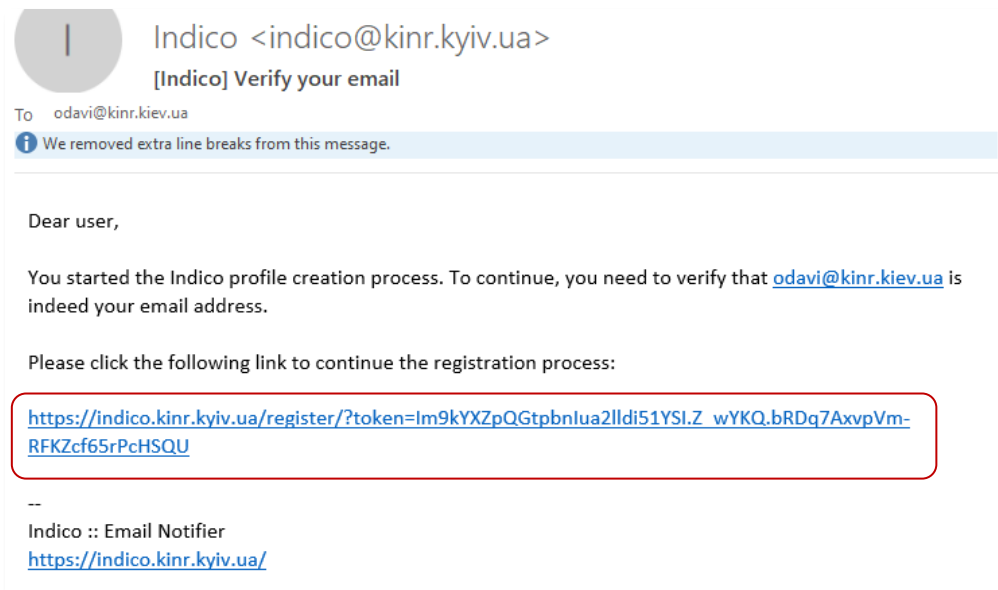 I
Indico <indico@kinr.kyiv.ua>
[Indico] Verify your email
To odavi@kinr.kiev.ua
i We removed extra line breaks from this message.
Dear user,
You started the Indico profile creation process. To continue, you need to verify that odavi@kinr.kiev.ua is
indeed your email address.
Please click the following link to continue the registration process:
https://indico.kinr.kyiv.ua/register/?token=Im9kYXZpQGtpbnIua2lldi51YSI.Z_wYKQ.bRDq7AxvpVm-
RFKZcf65rPcHSQU
--
Indico :: Email Notifier
https://indico.kinr.kyiv.ua/